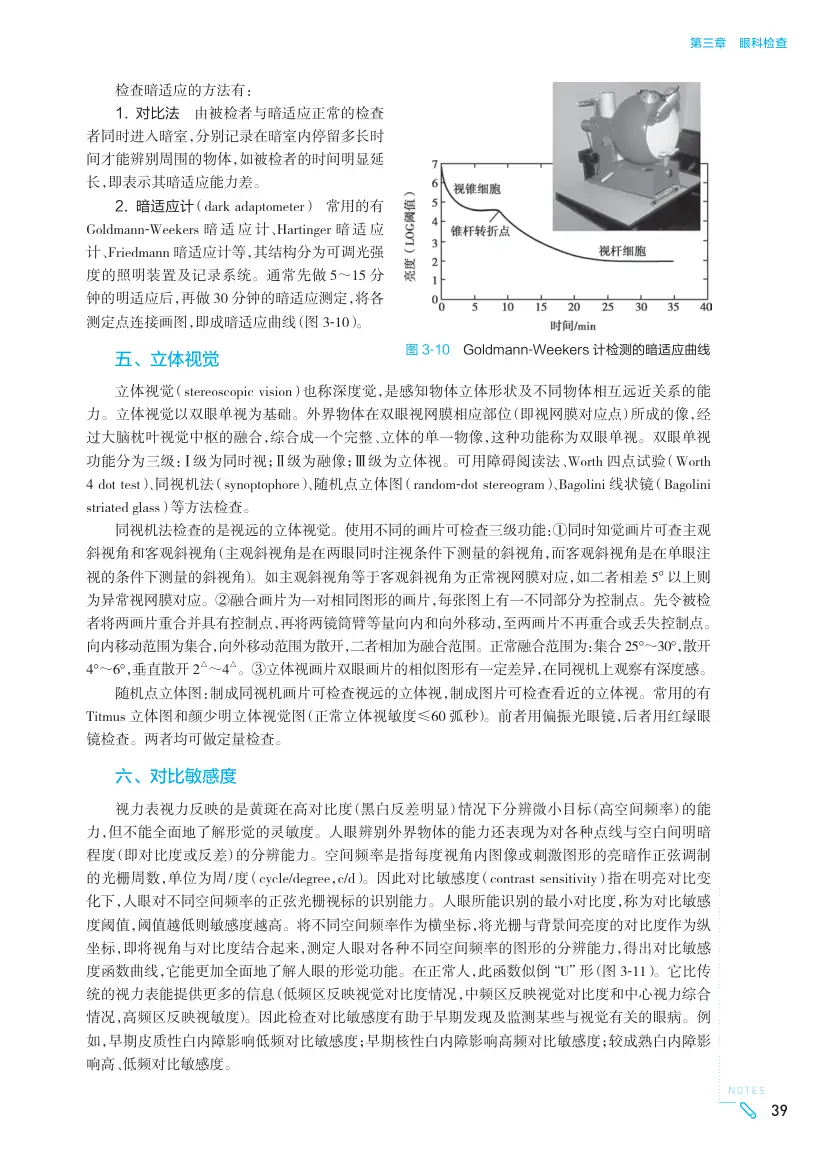 第三章 眼科检查
检查暗适应的方法有：
1. 对比法 由被检者与暗适应正常的检查
者同时进入暗室，分别记录在暗室内停留多长时
间才能辨别周围的物体，如被检者的时间明显延
长，即表示其暗适应能力差。
2. 暗适应计（dark adaptometer） 常用的有
Goldmann-Weekers 暗适应计、Hartinger 暗适应
计、Friedmann 暗适应计等，其结构分为可调光强
度的照明装置及记录系统。通常先做 5～15 分
钟的明适应后，再做 30 分钟的暗适应测定，将各
测定点连接画图，即成暗适应曲线（图 3-10）。
亮度（LOG阈值）
7
6
5
4
3
2
1
0
视锥细胞
锥杆转折点
视杆细胞
0 5 10 15 20 25 30 35 40
时间/min
图 3-10 Goldmann-Weekers 计检测的暗适应曲线
五、立体视觉
立体视觉（stereoscopic vision）也称深度觉，是感知物体立体形状及不同物体相互远近关系的能
力。立体视觉以双眼单视为基础。外界物体在双眼视网膜相应部位（即视网膜对应点）所成的像，经
过大脑枕叶视觉中枢的融合，综合成一个完整、立体的单一物像，这种功能称为双眼单视。双眼单视
功能分为三级：Ⅰ级为同时视；Ⅱ级为融像；Ⅲ级为立体视。可用障碍阅读法、Worth 四点试验（Worth
4 dot test）、同视机法（synoptophore）、随机点立体图（random-dot stereogram）、Bagolini 线状镜（Bagolini
striated glass）等方法检查。
同视机法检查的是视远的立体视觉。使用不同的画片可检查三级功能：①同时知觉画片可查主观
斜视角和客观斜视角（主观斜视角是在两眼同时注视条件下测量的斜视角，而客观斜视角是在单眼注
视的条件下测量的斜视角）。如主观斜视角等于客观斜视角为正常视网膜对应，如二者相差 5° 以上则
为异常视网膜对应。②融合画片为一对相同图形的画片，每张图上有一不同部分为控制点。先令被检
者将两画片重合并具有控制点，再将两镜筒臂等量向内和向外移动，至两画片不再重合或丢失控制点。
向内移动范围为集合，向外移动范围为散开，二者相加为融合范围。正常融合范围为：集合 25°～30°，散开
4°～6°，垂直散开 2△～4△。③立体视画片双眼画片的相似图形有一定差异，在同视机上观察有深度感。
随机点立体图：制成同视机画片可检查视远的立体视，制成图片可检查看近的立体视。常用的有
Titmus 立体图和颜少明立体视觉图（正常立体视敏度≤60 弧秒）。前者用偏振光眼镜，后者用红绿眼
镜检查。两者均可做定量检查。
六、对比敏感度
视力表视力反映的是黄斑在高对比度（黑白反差明显）情况下分辨微小目标（高空间频率）的能
力，但不能全面地了解形觉的灵敏度。人眼辨别外界物体的能力还表现为对各种点线与空白间明暗
程度（即对比度或反差）的分辨能力。空间频率是指每度视角内图像或刺激图形的亮暗作正弦调制
的光栅周数，单位为周/度（cycle/degree，c/d）。因此对比敏感度（contrast sensitivity）指在明亮对比变
化下，人眼对不同空间频率的正弦光栅视标的识别能力。人眼所能识别的最小对比度，称为对比敏感
度阈值，阈值越低则敏感度越高。将不同空间频率作为横坐标，将光栅与背景间亮度的对比度作为纵
坐标，即将视角与对比度结合起来，测定人眼对各种不同空间频率的图形的分辨能力，得出对比敏感
度函数曲线，它能更加全面地了解人眼的形觉功能。在正常人，此函数似倒“U”形（图 3-11）。它比传
统的视力表能提供更多的信息（低频区反映视觉对比度情况，中频区反映视觉对比度和中心视力综合
情况，高频区反映视敏度）。因此检查对比敏感度有助于早期发现及监测某些与视觉有关的眼病。例
如，早期皮质性白内障影响低频对比敏感度；早期核性白内障影响高频对比敏感度；较成熟白内障影
响高、低频对比敏感度。
NOTES
39